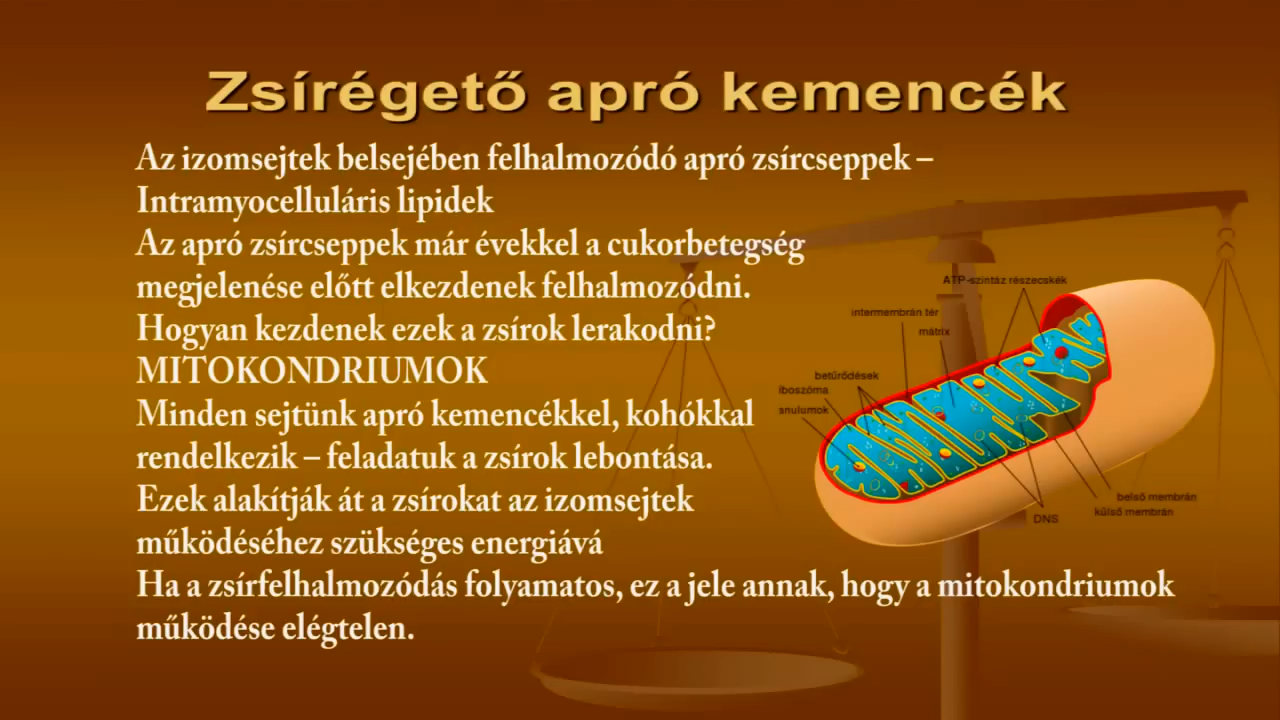 Zsírégető apró kemencék
Az izomsejtek belsejében felhalmozódó apró zsírcseppek –
Intramyocelluláris lipidek
Az apró zsírcseppek már évekkel a cukorbetegség
megjelenése előtt elkezdenek felhalmozódni.
Hogyan kezdenek ezek a zsírok lerakodni?
MITOKONDRIUMOK
Minden sejtünk apró kemencékkel, kohókkal
rendelkezik – feladatuk a zsírok lebontása.
Ezek alakítják át a zsírokat az izomsejtek
működéséhez szükséges energiává
Ha a zsírfelhalmozódás folyamatos, ez a jele annak, hogy a mitokondriumok
működése elégtelen.
ATP-szintáz részecskék
intermembrán tér
mátrix
betűrődések
iboszóma
snulumok
belső membrán
külső membrán
DNS